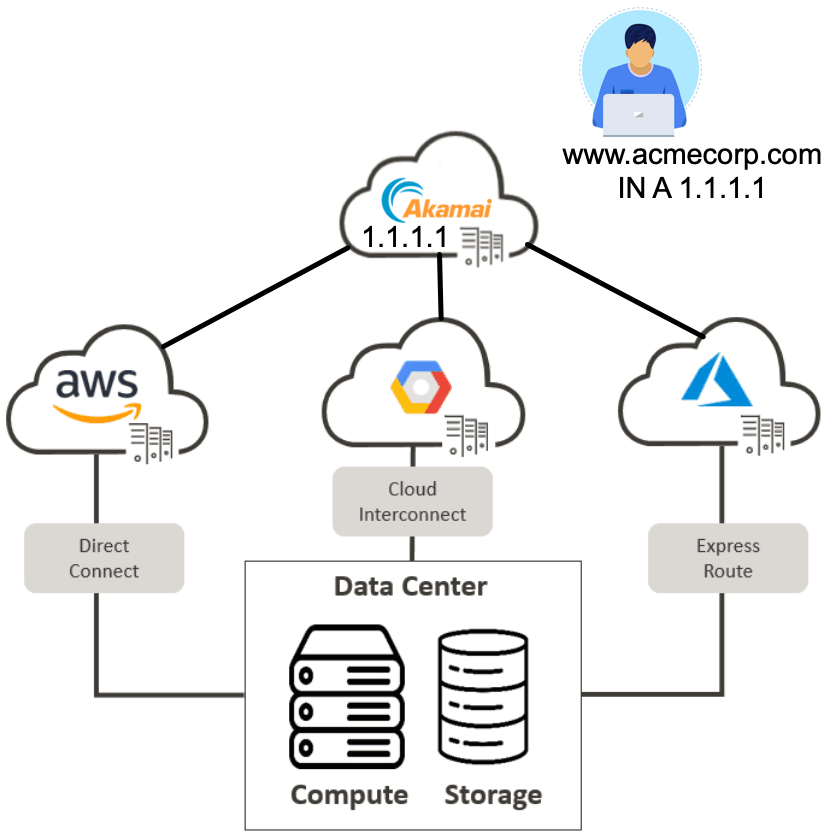 www.acmecorp.com
IN A 1.1.1.1
Akamai
1.1.1.1
aws
Cloud
Interconnect
Direct
Connect
Express
Route
Data Center
Compute
Storage